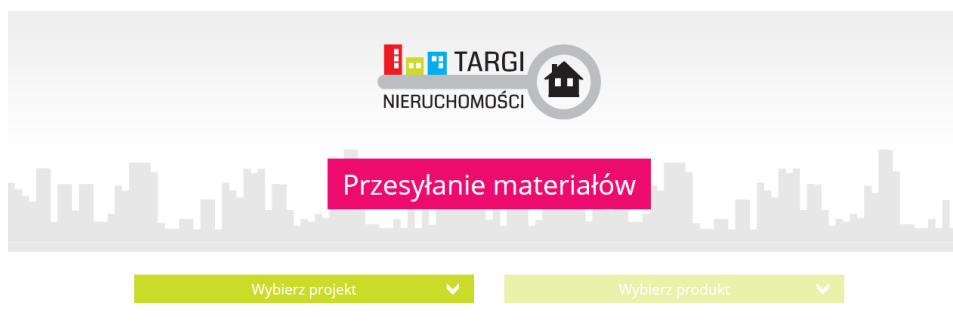 TARGI
NIERUCHOMOŚCI
Przesyłanie materiałów
Wybierz projekt
Wybierz produkt